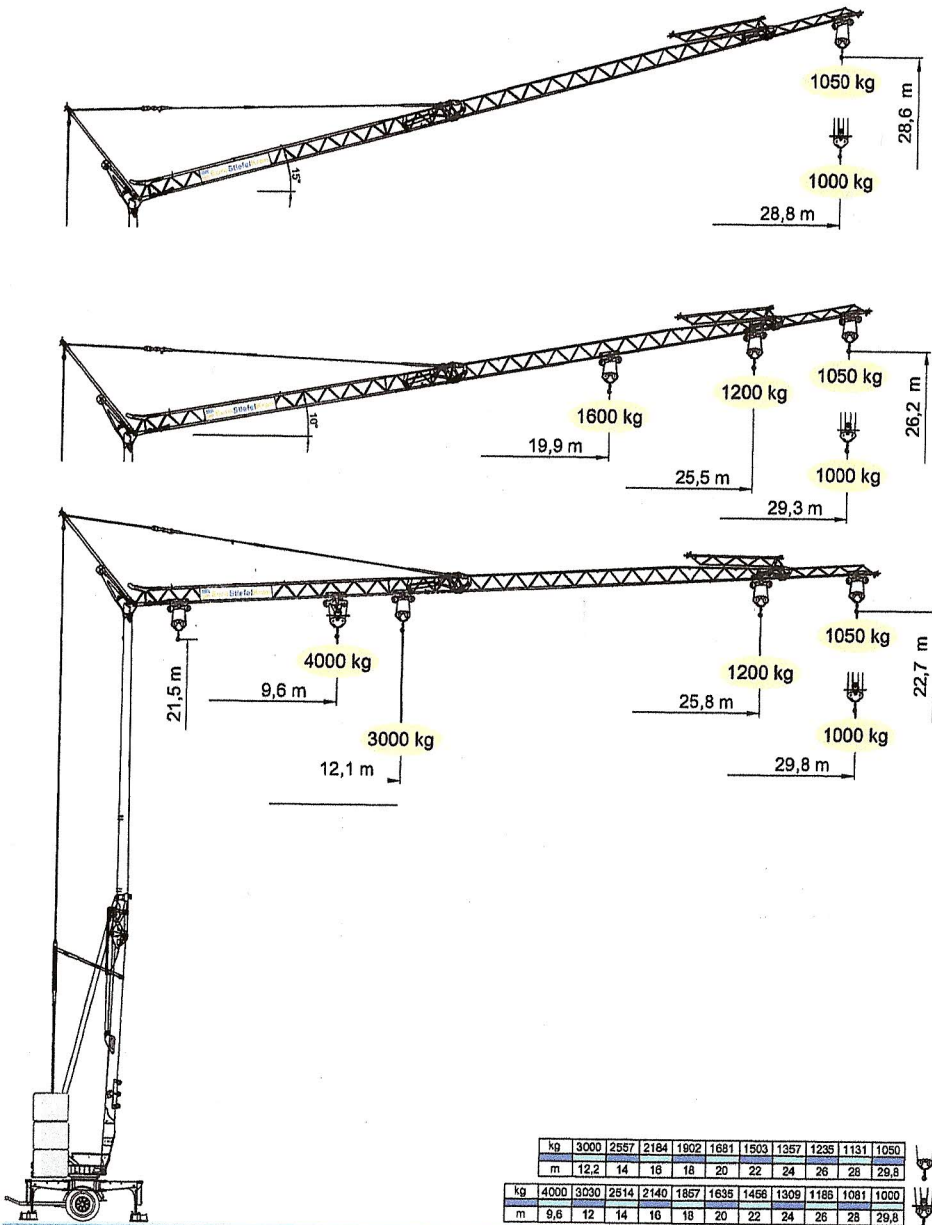 1050 kg
28,6 m
1000 kg
15°
28,8 m
1050 kg
1200 kg
26,2 m
1600 kg
10°
19,9 m
1000 kg
25,5 m
29,3 m
Stiefel
1050 kg
4000 kg
1200 kg
22,7 m
21,5 m
9,6 m
25,8 m
3000 kg
1000 kg
12,1 m
29,8 m
kg 3000 2557 2184 1902 1681 1503 1357 1235 1131 1050
m 12,2 14 16 18 20 22 24 26 28 29,8
kg 4000 3030 2514 2140 1857 1635 1456 1309 1186 1081 1000
m 9,6 12 14 16 18 20 22 24 26 28 29,8